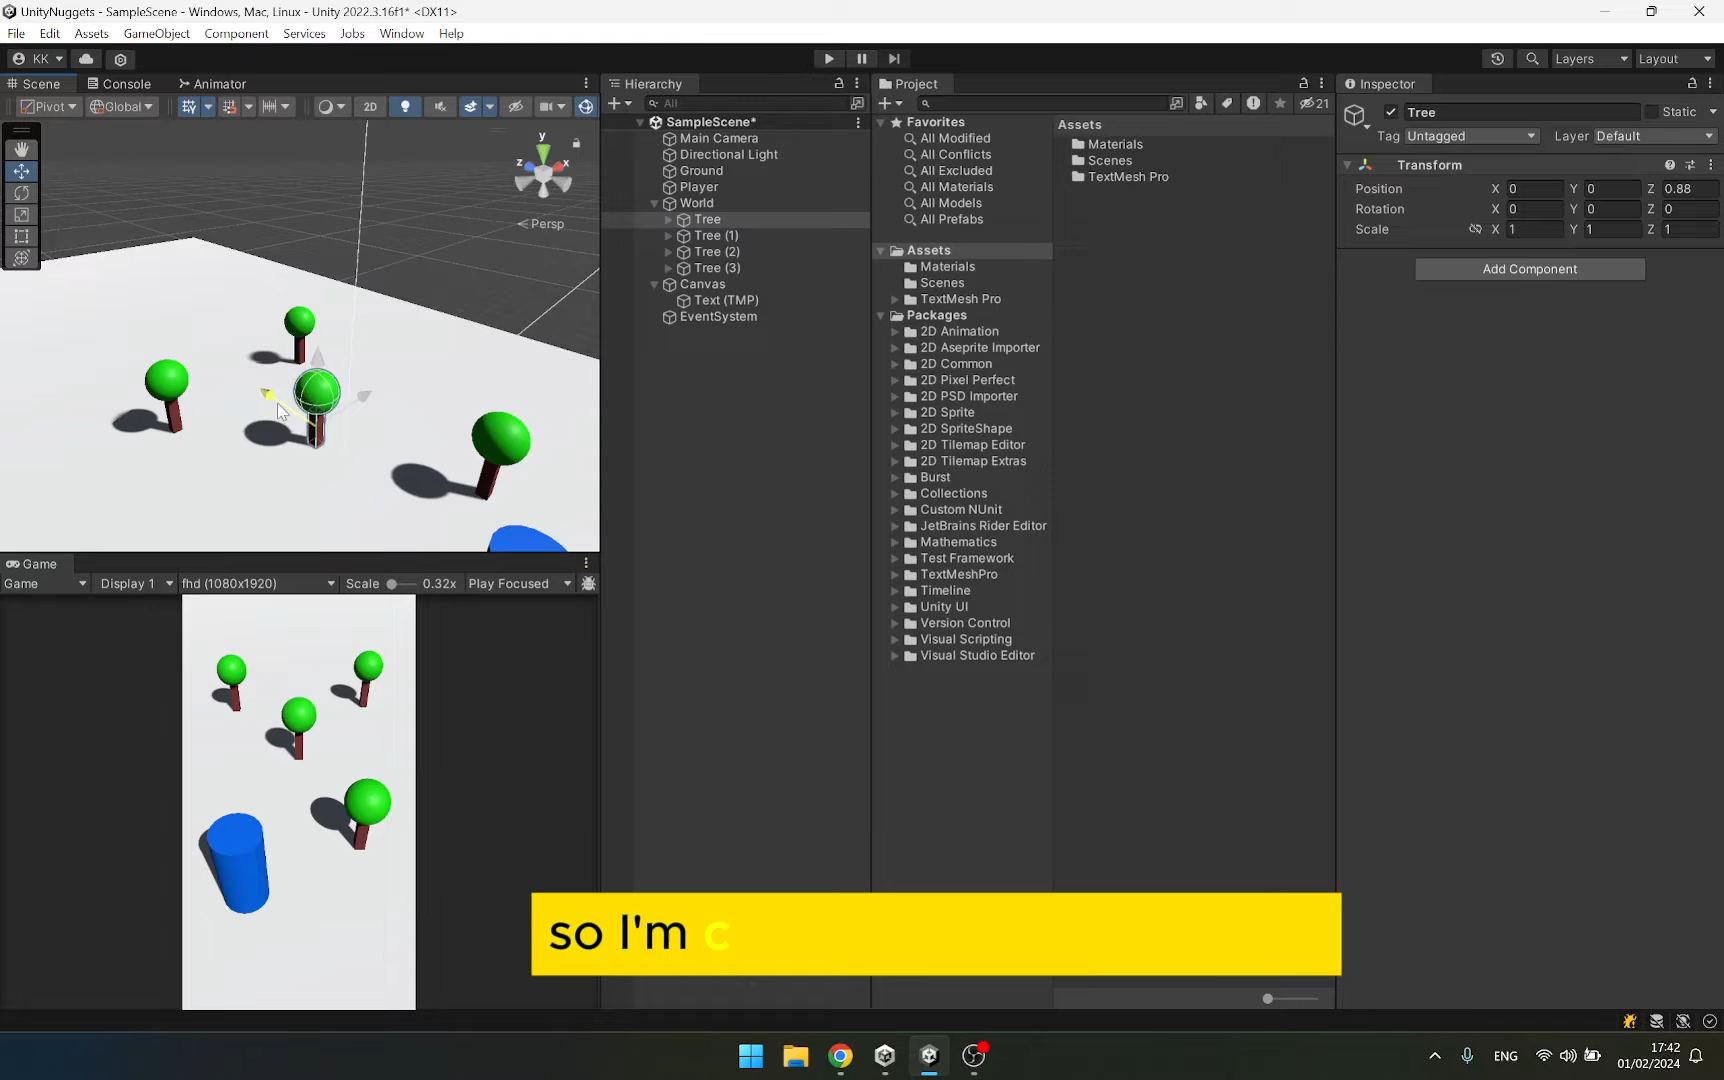 UnityNuggets - SampleScene - Windows, Mac, Linux - Unity 2022.3.16f1* <DX11>
File Edit Assets GameObject Component Services Jobs Window Help
KK Layers Layout
Scene Console Animator
Hierarchy
Project
Inspector
Pivot Global 2D
All
21
Tree Static
Tag Untagged Layer Default
Transform
Position X 0 Y 0 Z 0.88
Rotation X 0 Y 0 Z 0
Scale X 1 Y 1 Z 1
Add Component
y
z x
Persp
SampleScene*
Main Camera
Directional Light
Ground
Player
World
Tree
Tree (1)
Tree (2)
Tree (3)
Canvas
Text (TMP)
EventSystem
Favorites
All Modified
All Conflicts
All Excluded
All Materials
All Models
All Prefabs
Assets
Materials
Scenes
TextMesh Pro
Packages
2D Animation
2D Aseprite Importer
2D Common
2D Pixel Perfect
2D PSD Importer
2D Sprite
2D SpriteShape
2D Tilemap Editor
2D Tilemap Extras
Burst
Collections
Custom NUnit
JetBrains Rider Editor
Mathematics
Test Framework
TextMeshPro
Timeline
Unity UI
Version Control
Visual Scripting
Visual Studio Editor
Assets
Materials
Scenes
TextMesh Pro
Game
Game Display 1 fhd (1080x1920) Scale 0.32x Play Focused
so I'm c
ENG
17:42
01/02/2024